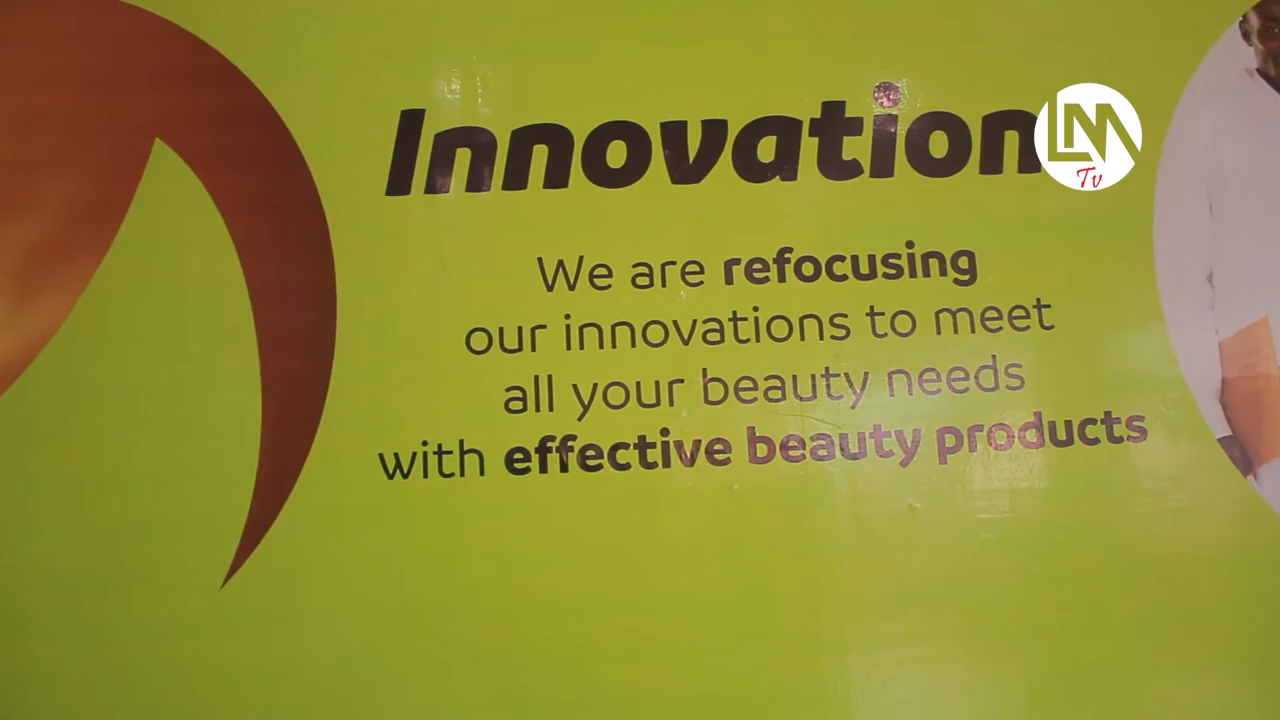 Innovation
LM
Tv
We are refocusing
our innovations to meet
all your beauty needs
with effective beauty products